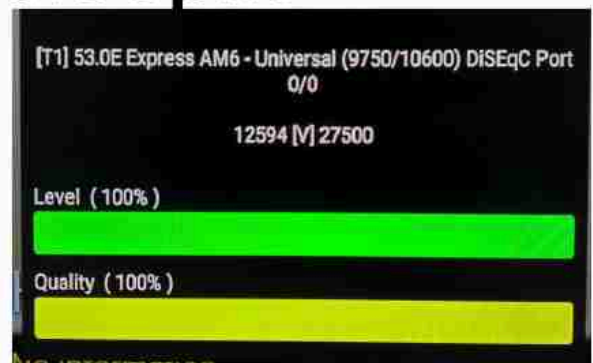 [T1] 53.0E Express AM6 - Universal (9750/10600) DiSEqC Port
0/0
12594 [V] 27500
Level ( 100% )
Quality ( 100% )